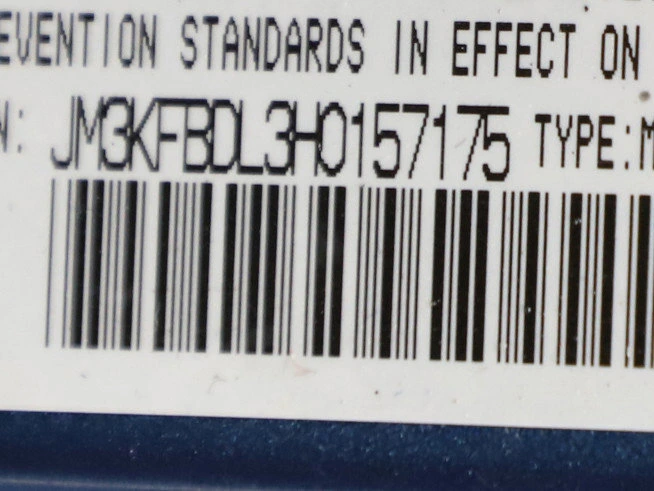 EVENTION STANDARDS IN EFFECT ON
N: JM3KFBDL3H0157175 TYPE:M